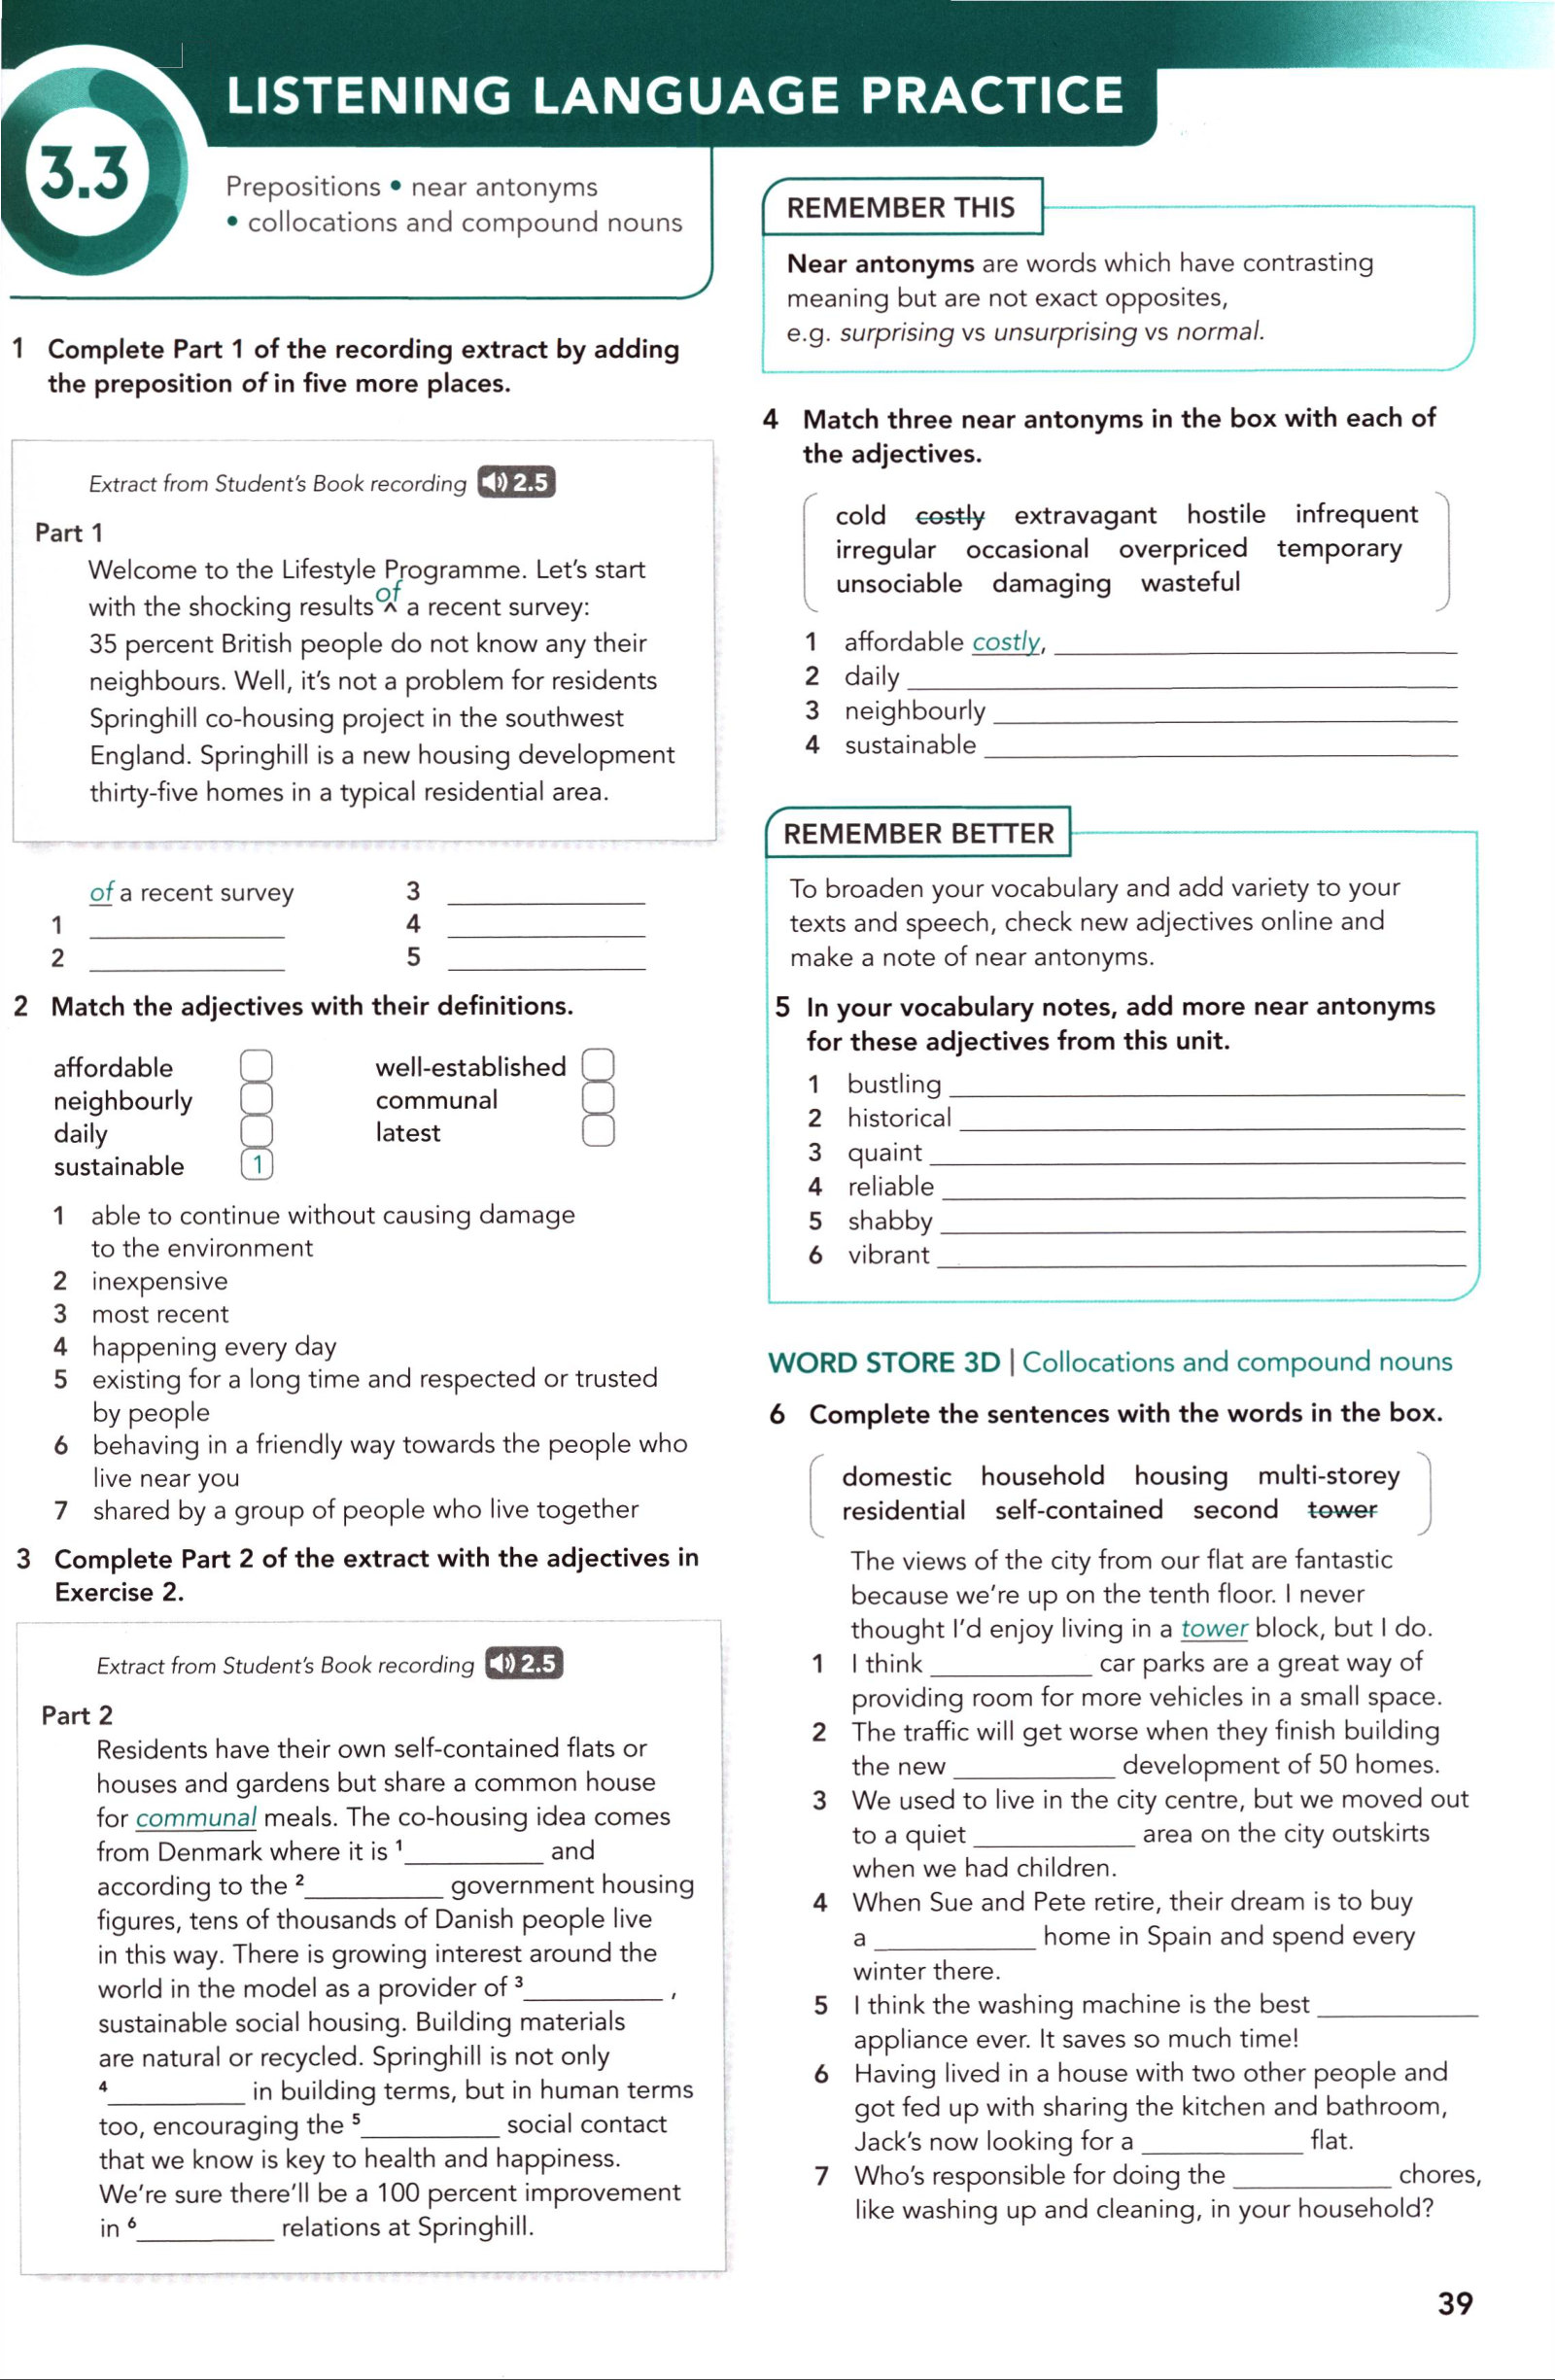 LISTENING LANGUAGE PRACTICE
3.3
Prepositions • near antonyms
• collocations and compound nouns
1 Complete Part 1 of the recording extract by adding
the preposition of in five more places.
Extract from Student's Book recording 2.5
Part 1
Welcome to the Lifestyle Programme. Let's start
of
with the shocking results ^ a recent survey:
35 percent British people do not know any their
neighbours. Well, it's not a problem for residents
Springhill co-housing project in the southwest
England. Springhill is a new housing development
thirty-five homes in a typical residential area.
of a recent survey
1 ____________
2 ____________
3 ____________
4 ____________
5 ____________
2 Match the adjectives with their definitions.
affordable
neighbourly
daily
sustainable 1
well-established
communal
latest
1 able to continue without causing damage
to the environment
2 inexpensive
3 most recent
4 happening every day
5 existing for a long time and respected or trusted
by people
6 behaving in a friendly way towards the people who
live near you
7 shared by a group of people who live together
3 Complete Part 2 of the extract with the adjectives in
Exercise 2.
Extract from Student's Book recording 2.5
Part 2
Residents have their own self-contained flats or
houses and gardens but share a common house
for communal meals. The co-housing idea comes
from Denmark where it is ¹__________ and
according to the ²__________ government housing
figures, tens of thousands of Danish people live
in this way. There is growing interest around the
world in the model as a provider of ³__________ ,
sustainable social housing. Building materials
are natural or recycled. Springhill is not only
⁴__________ in building terms, but in human terms
too, encouraging the ⁵__________ social contact
that we know is key to health and happiness.
We're sure there'll be a 100 percent improvement
in ⁶__________ relations at Springhill.
REMEMBER THIS
Near antonyms are words which have contrasting
meaning but are not exact opposites,
e.g. surprising vs unsurprising vs normal.
4 Match three near antonyms in the box with each of
the adjectives.
cold costly extravagant hostile infrequent
irregular occasional overpriced temporary
unsociable damaging wasteful
1 affordable costly, ____________
2 daily ____________
3 neighbourly ____________
4 sustainable ____________
REMEMBER BETTER
To broaden your vocabulary and add variety to your
texts and speech, check new adjectives online and
make a note of near antonyms.
5 In your vocabulary notes, add more near antonyms
for these adjectives from this unit.
1 bustling ____________
2 historical ____________
3 quaint ____________
4 reliable ____________
5 shabby ____________
6 vibrant ____________
WORD STORE 3D | Collocations and compound nouns
6 Complete the sentences with the words in the box.
domestic household housing multi-storey
residential self-contained second tower
The views of the city from our flat are fantastic
because we're up on the tenth floor. I never
thought I'd enjoy living in a tower block, but I do.
1 I think ____________ car parks are a great way of
providing room for more vehicles in a small space.
2 The traffic will get worse when they finish building
the new ____________ development of 50 homes.
3 We used to live in the city centre, but we moved out
to a quiet ____________ area on the city outskirts
when we had children.
4 When Sue and Pete retire, their dream is to buy
a ____________ home in Spain and spend every
winter there.
5 I think the washing machine is the best ____________
appliance ever. It saves so much time!
6 Having lived in a house with two other people and
got fed up with sharing the kitchen and bathroom,
Jack's now looking for a ____________ flat.
7 Who's responsible for doing the ____________ chores,
like washing up and cleaning, in your household?
39